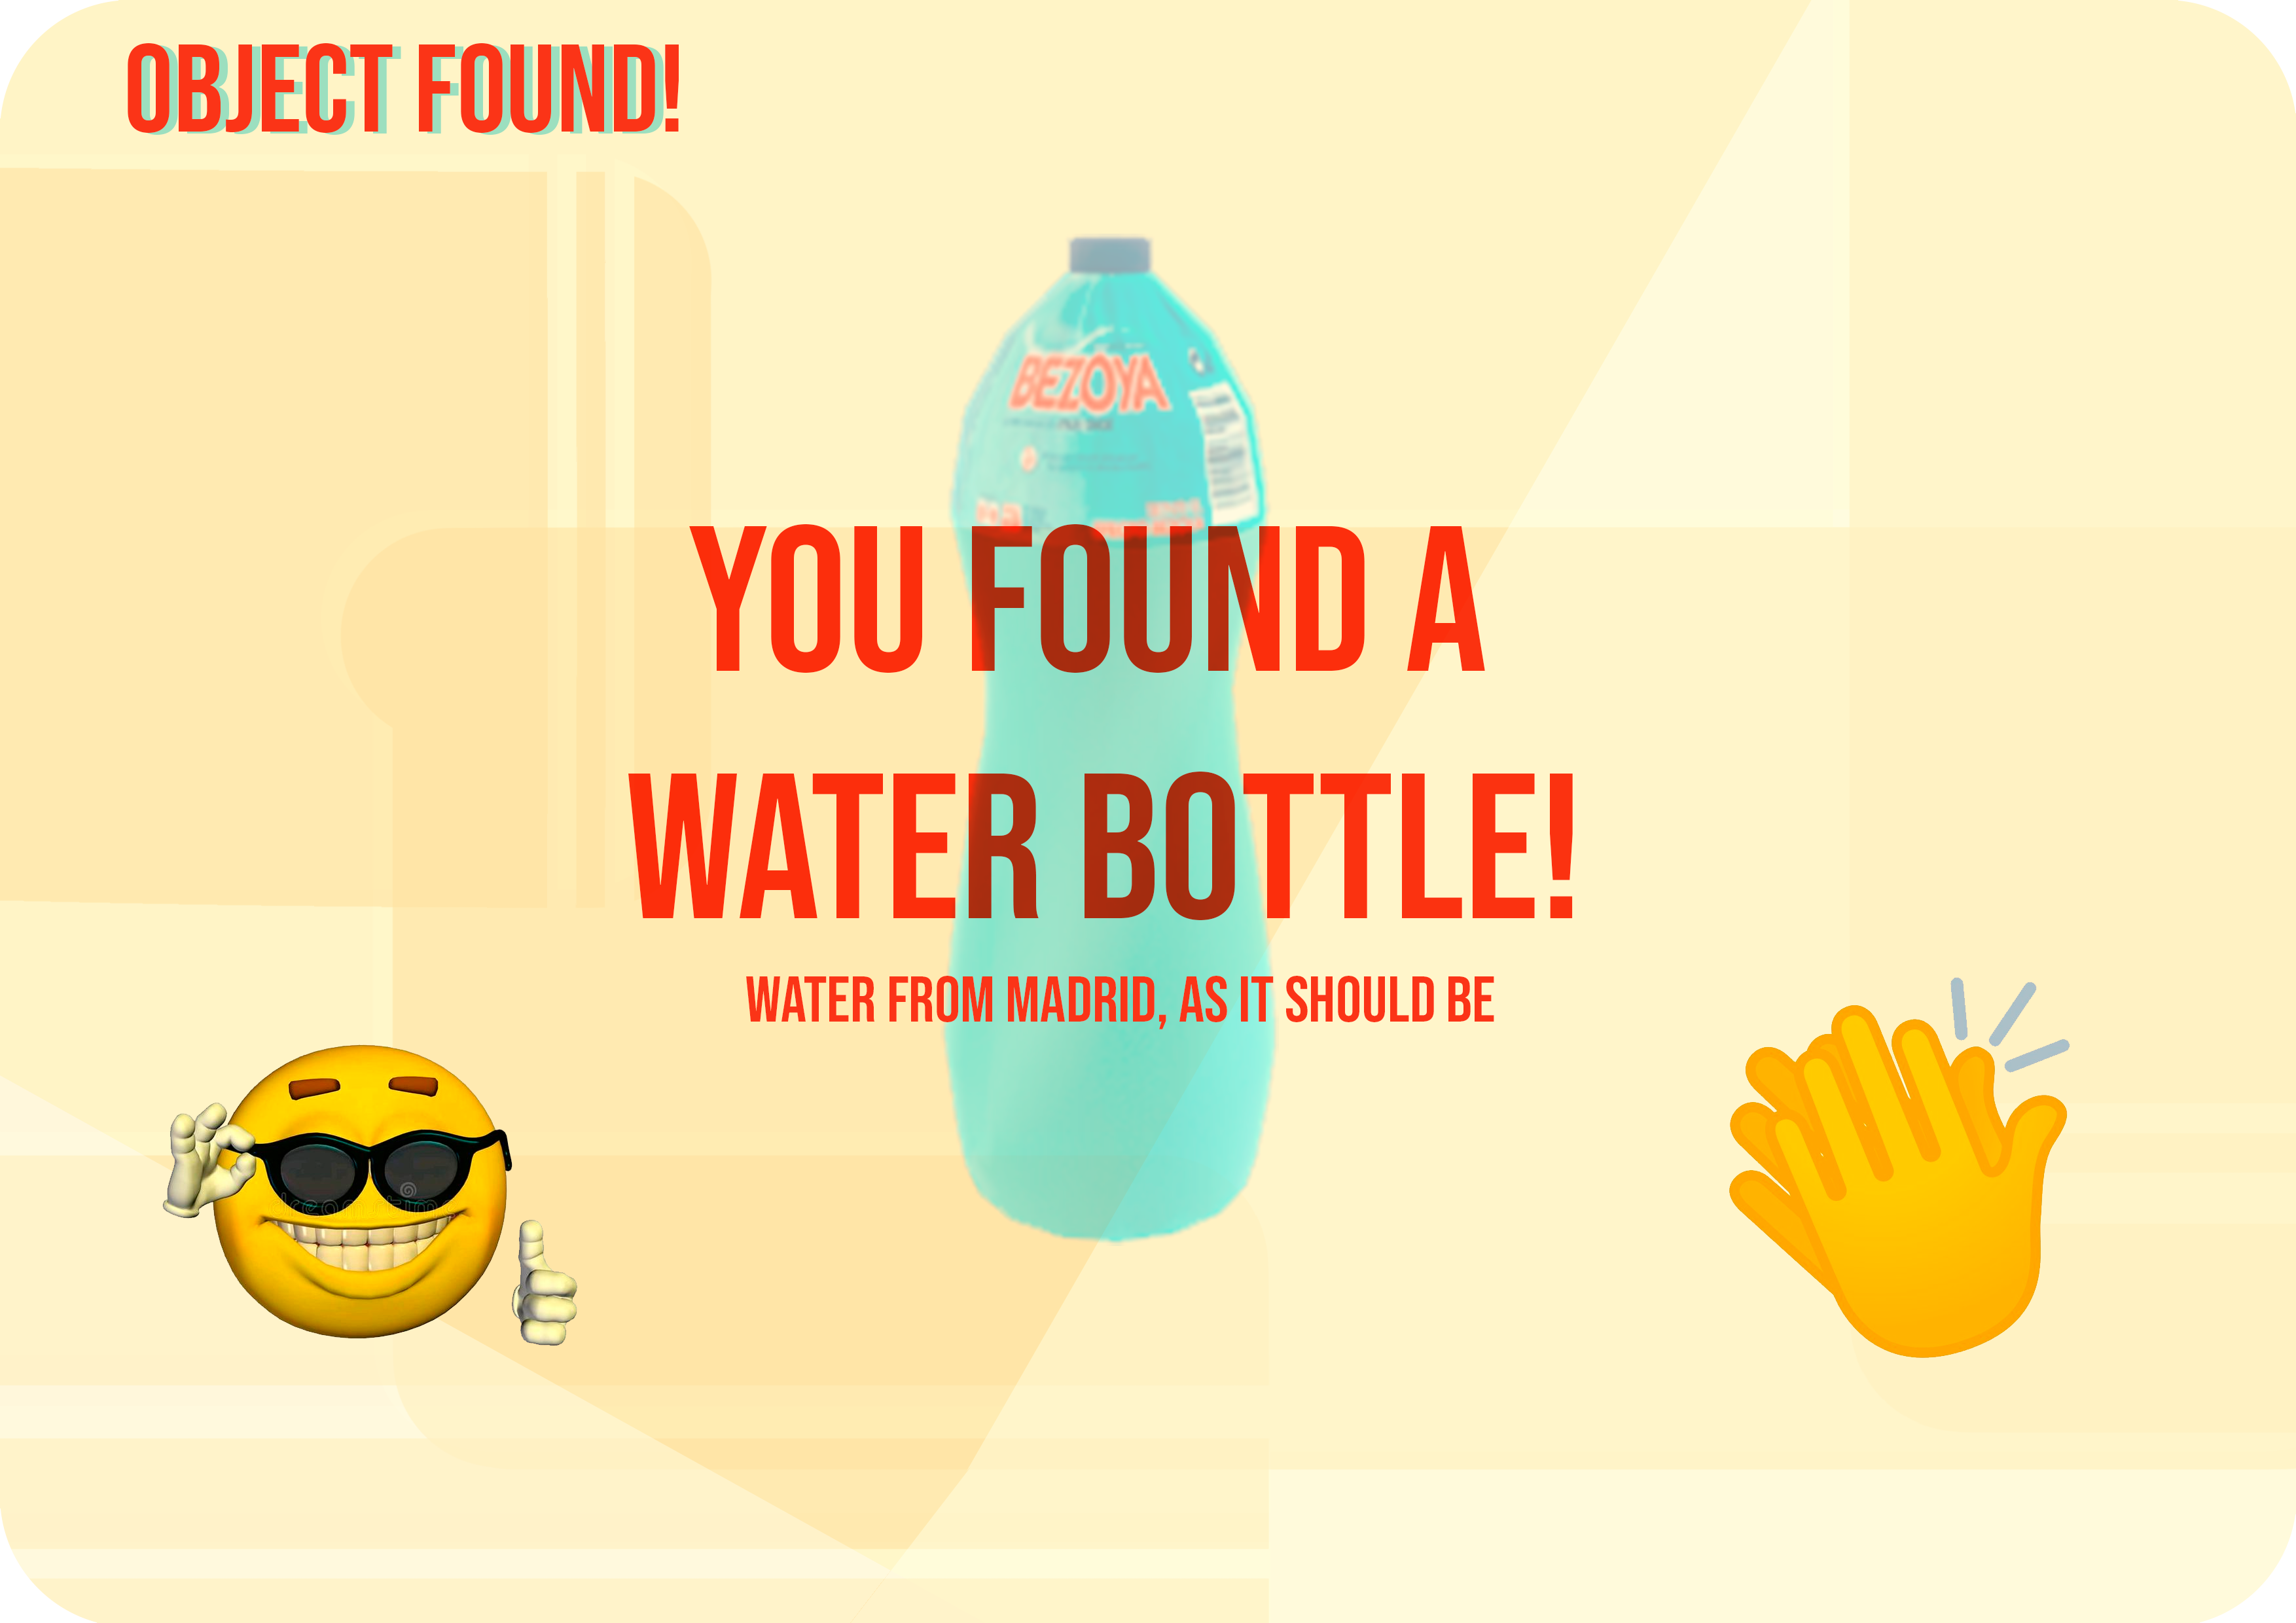 OBJECT FOUND!
BEZOYA
YOU FOUND A
WATER BOTTLE!
WATER FROM MADRID, AS IT SHOULD BE